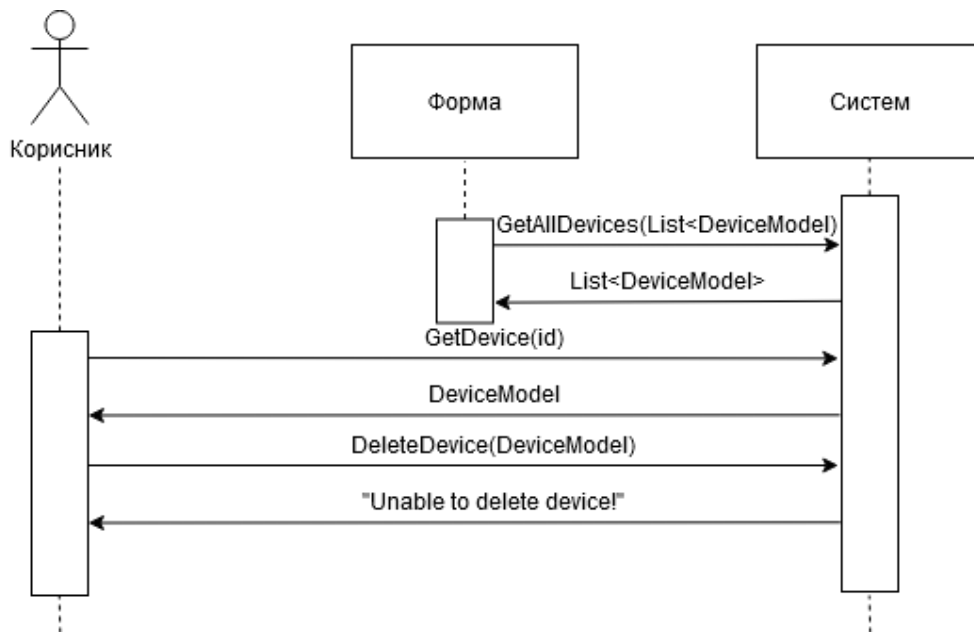 Корисник
Форма
Систем
GetAllDevices(List<DeviceModel)
List<DeviceModel>
GetDevice(id)
DeviceModel
DeleteDevice(DeviceModel)
"Unable to delete device!"